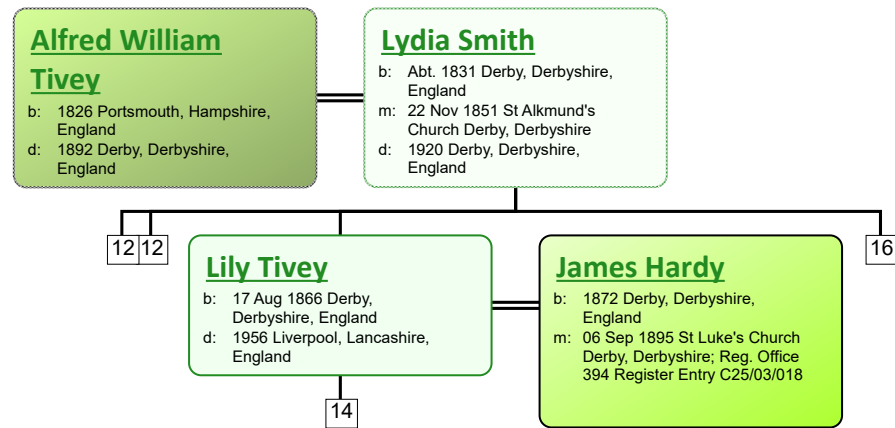 Alfred William
Tivey
b: 1826 Portsmouth, Hampshire,
England
d: 1892 Derby, Derbyshire,
England
Lydia Smith
b: Abt. 1831 Derby, Derbyshire,
England
m: 22 Nov 1851 St Alkmund's
Church Derby, Derbyshire
d: 1920 Derby, Derbyshire,
England
12 12
16
Lily Tivey
b: 17 Aug 1866 Derby,
Derbyshire, England
d: 1956 Liverpool, Lancashire,
England
James Hardy
b: 1872 Derby, Derbyshire,
England
m: 06 Sep 1895 St Luke's Church
Derby, Derbyshire; Reg. Office
394 Register Entry C25/03/018
14